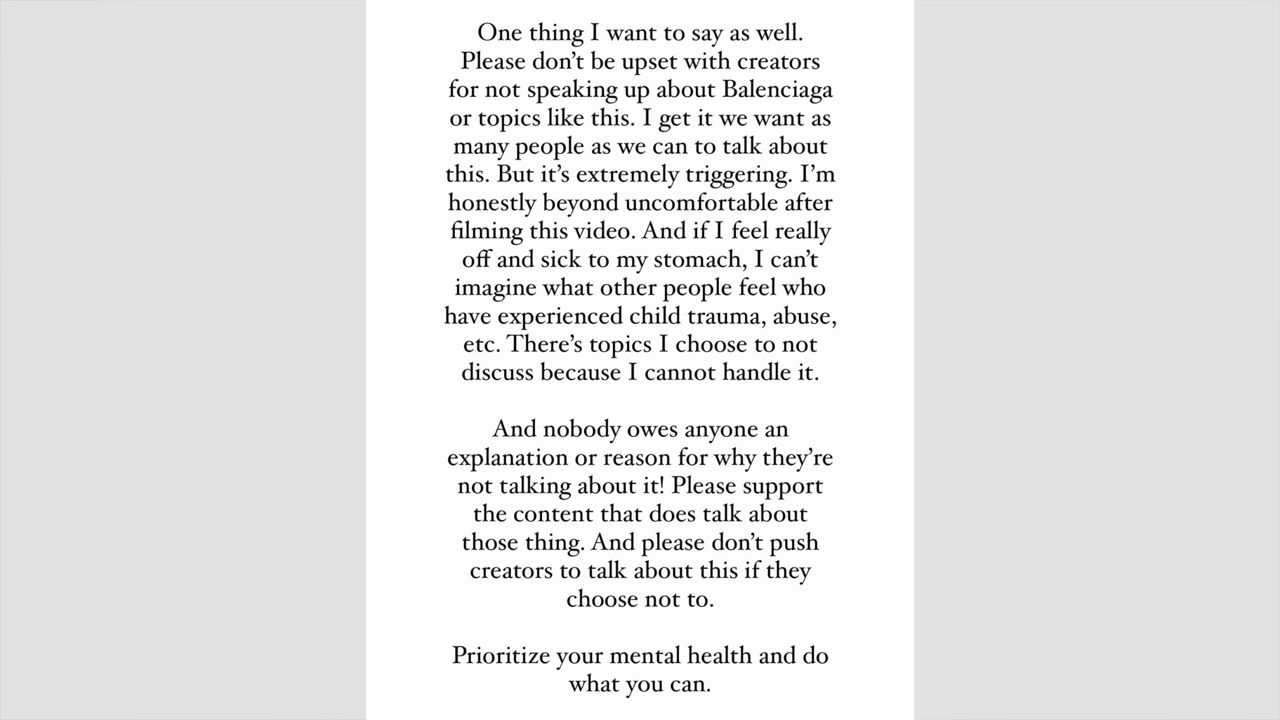 One thing I want to say as well.
Please don’t be upset with creators
for not speaking up about Balenciaga
or topics like this. I get it we want as
many people as we can to talk about
this. But it’s extremely triggering. I’m
honestly beyond uncomfortable after
filming this video. And if I feel really
off and sick to my stomach, I can’t
imagine what other people feel who
have experienced child trauma, abuse,
etc. There’s topics I choose to not
discuss because I cannot handle it.
And nobody owes anyone an
explanation or reason for why they’re
not talking about it! Please support
the content that does talk about
those thing. And please don’t push
creators to talk about this if they
choose not to.
Prioritize your mental health and do
what you can.